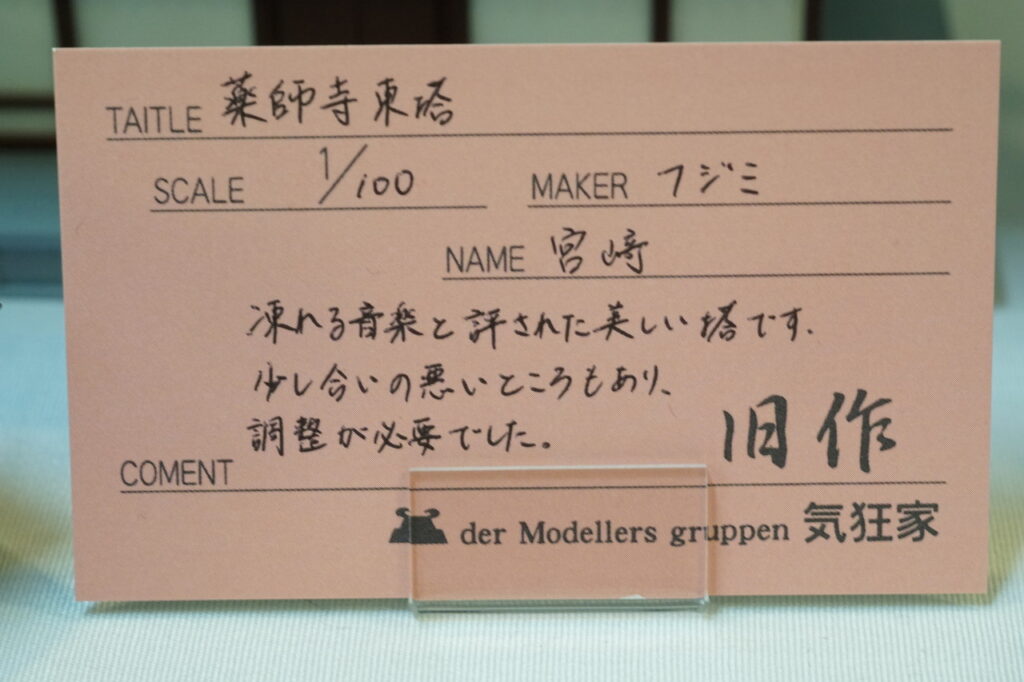 TAITLE 薬師寺東塔
SCALE 1/100 MAKER フジミ
NAME 宮﨑
凍れる音楽と評された美しい塔です.
少し合いの悪いところもあり、
調整が必要でした。
旧作
COMENT
der Modellers gruppen 気狂家